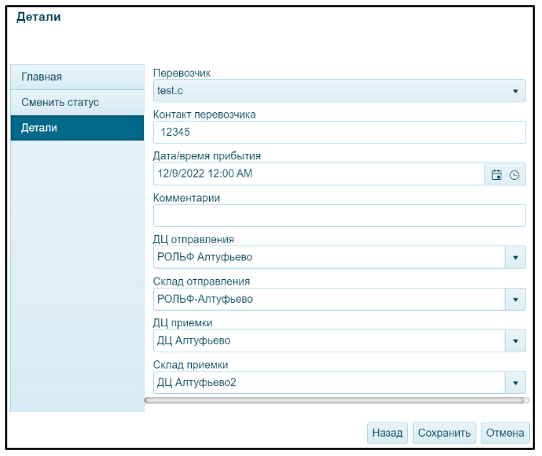 Детали
Главная
Сменить статус
Детали
Перевозчик
test.c
Контакт перевозчика
12345
Дата/время прибытия
12/9/2022 12:00 AM
Комментарии
ДЦ отправления
РОЛЬФ Алтуфьево
Склад отправления
РОЛЬФ-Алтуфьево
ДЦ приемки
ДЦ Алтуфьево
Склад приемки
ДЦ Алтуфьево2
Назад Сохранить Отмена